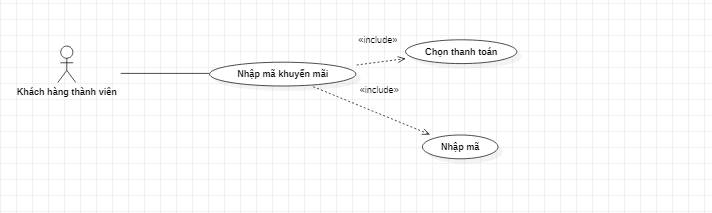 «include»
Chọn thanh toán
Nhập mã khuyến mãi
Khách hàng thành viên
«include»
Nhập mã